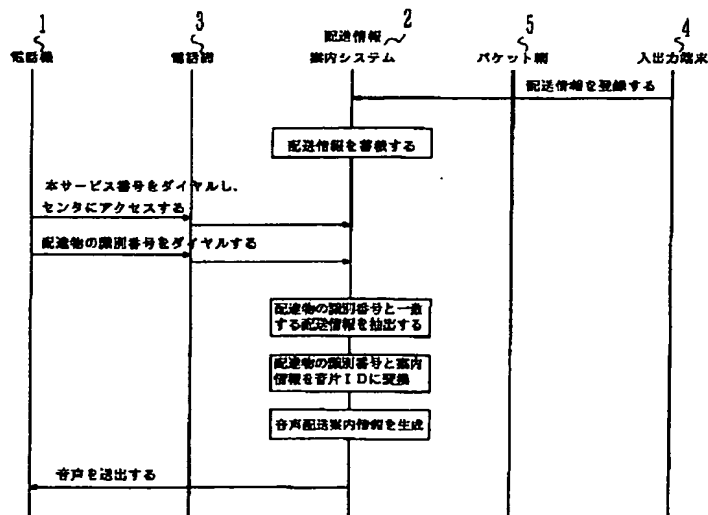 1
3
2
5
4
電話機
電話網
配送情報
案内システム
パケット網
入出力端末
配送情報を登録する
配送情報を蓄積する
本サービス番号をダイヤルし、
センタにアクセスする
配達物の識別番号をダイヤルする
配達物の識別番号と一致
する配送情報を抽出する
配達物の識別番号と案内
情報を音片IDに変換
音声配送案内情報を生成
音声を送出する